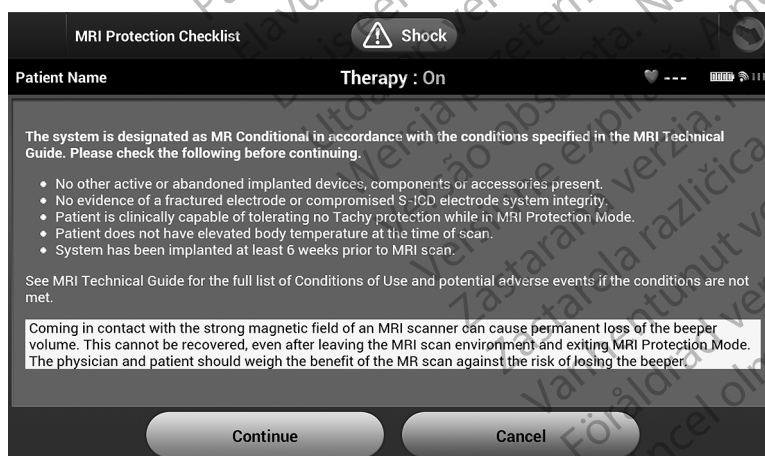 MRI Protection Checklist
Shock
Patient Name
Therapy : On
---
The system is designated as MR Conditional in accordance with the conditions specified in the MRI Technical
Guide. Please check the following before continuing.
• No other active or abandoned implanted devices, components or accessories present.
• No evidence of a fractured electrode or compromised S-ICD electrode system integrity.
• Patient is clinically capable of tolerating no Tachy protection while in MRI Protection Mode.
• Patient does not have elevated body temperature at the time of scan.
• System has been implanted at least 6 weeks prior to MRI scan.
See MRI Technical Guide for the full list of Conditions of Use and potential adverse events if the conditions are not
met.
Coming in contact with the strong magnetic field of an MRI scanner can cause permanent loss of the beeper
volume. This cannot be recovered, even after leaving the MRI scan environment and exiting MRI Protection Mode.
The physician and patient should weigh the benefit of the MR scan against the risk of losing the beeper.
Continue
Cancel